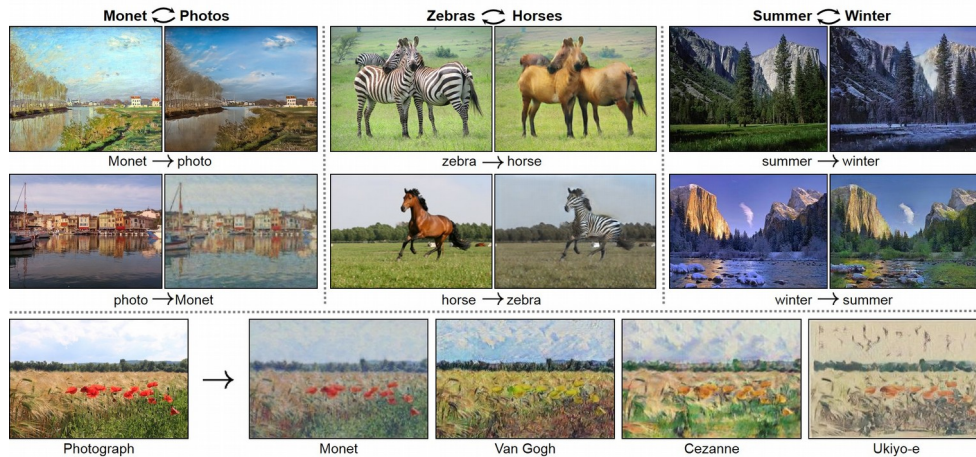 Monet Photos
Zebras Horses
Summer Winter
Monet → photo
zebra → horse
summer → winter
photo → Monet
horse → zebra
winter → summer
Photograph
Monet
Van Gogh
Cezanne
Ukiyo-e